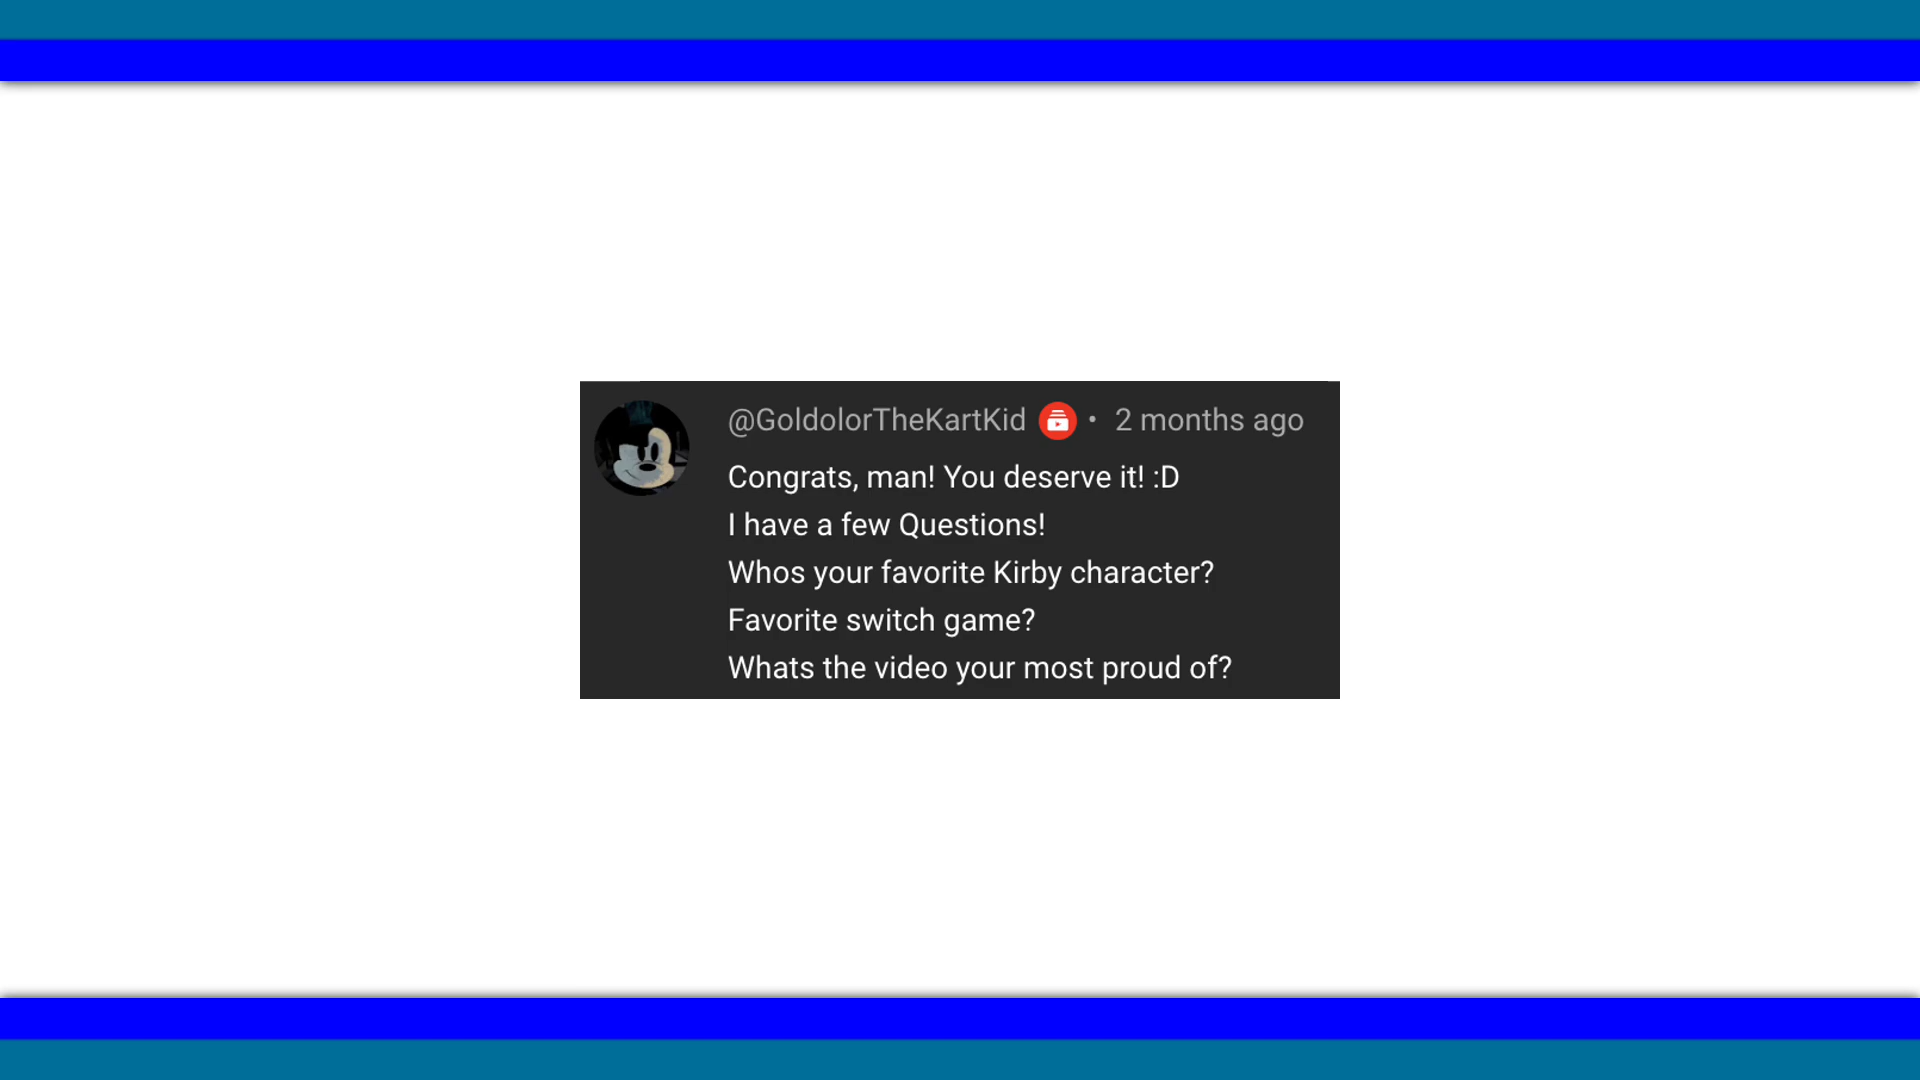 @GoldolorTheKartKid • 2 months ago
Congrats, man! You deserve it! :D
I have a few Questions!
Whos your favorite Kirby character?
Favorite switch game?
Whats the video your most proud of?